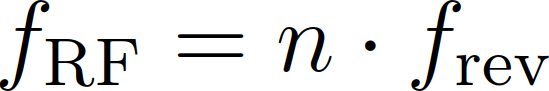 f_RF = n · f_rev